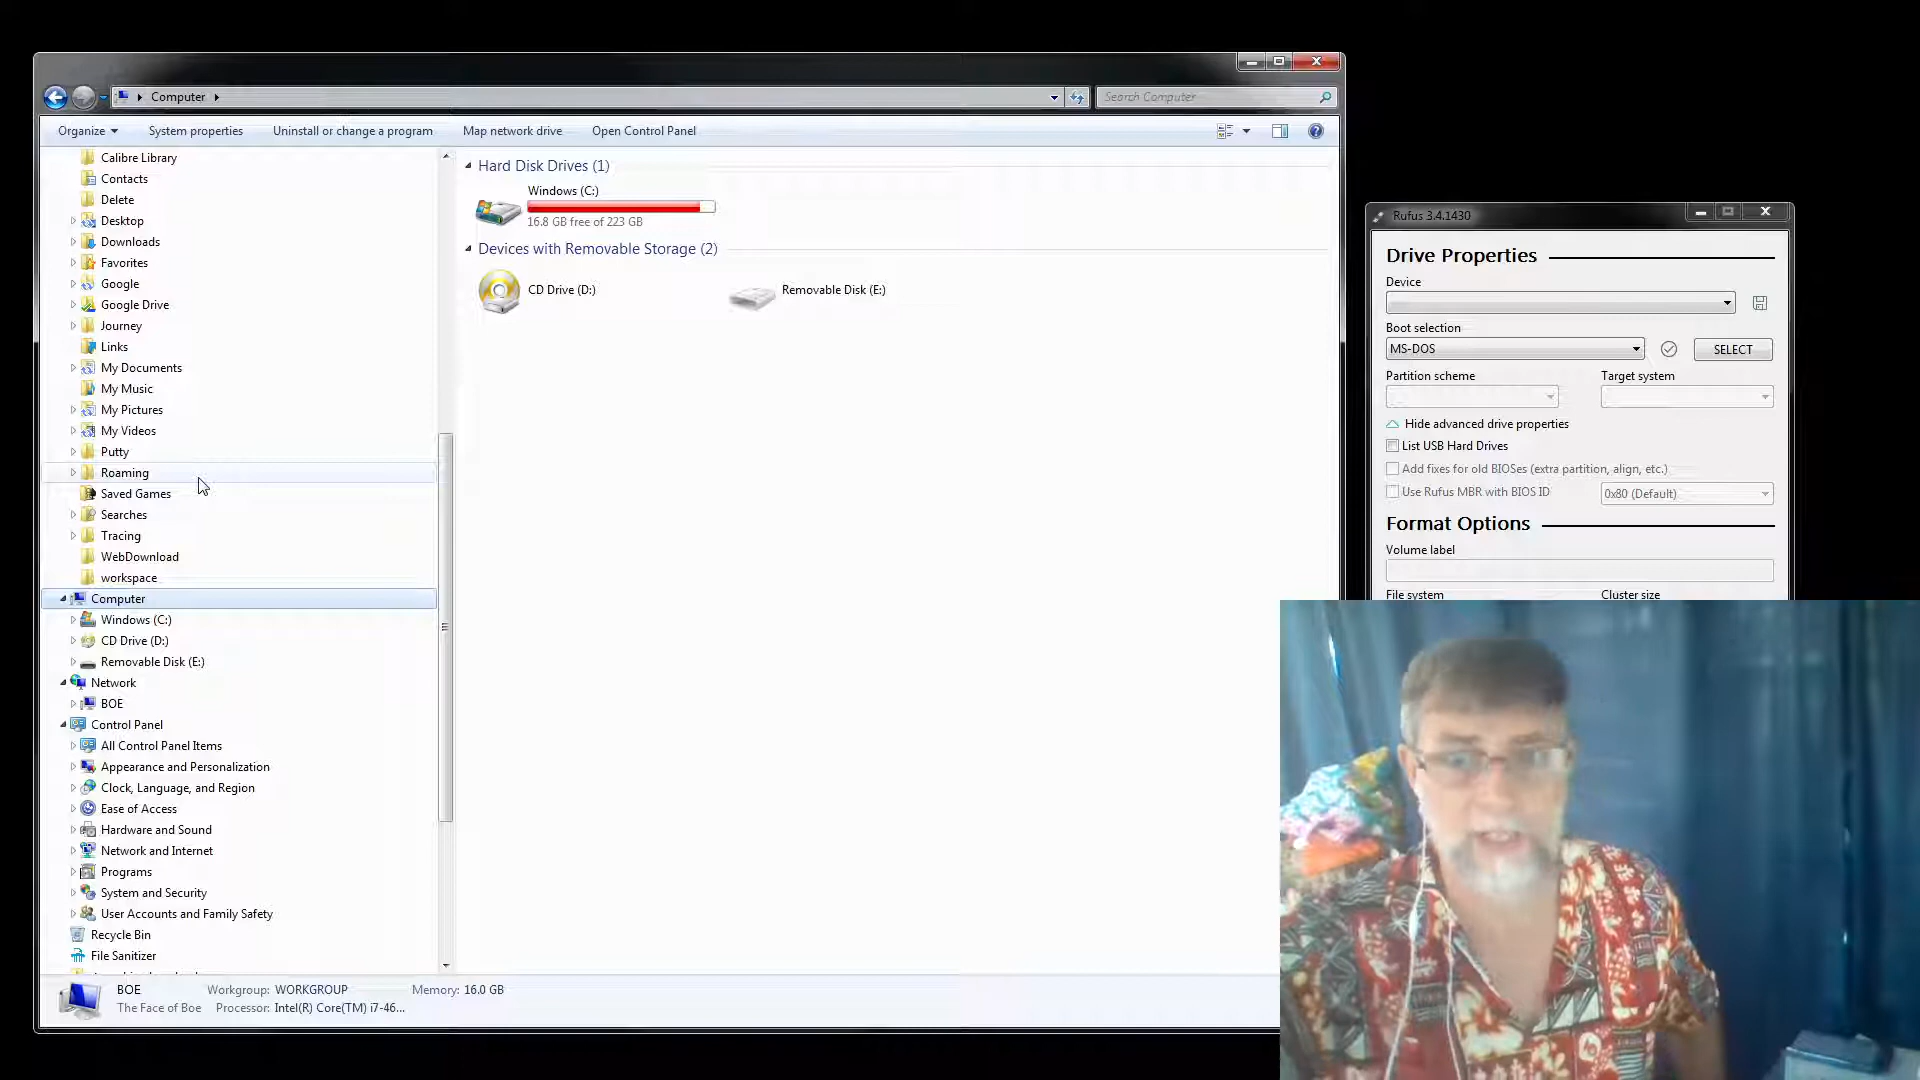 Computer
Search Computer
Organize
System properties
Uninstall or change a program
Map network drive
Open Control Panel
Calibre Library
Contacts
Delete
Desktop
Downloads
Favorites
Google
Google Drive
Journey
Links
My Documents
My Music
My Pictures
My Videos
Putty
Roaming
Saved Games
Searches
Tracing
WebDownload
workspace
Computer
Windows (C:)
CD Drive (D:)
Removable Disk (E:)
Network
BOE
Control Panel
All Control Panel Items
Appearance and Personalization
Clock, Language, and Region
Ease of Access
Hardware and Sound
Network and Internet
Programs
System and Security
User Accounts and Family Safety
Recycle Bin
File Sanitizer
Hard Disk Drives (1)
Windows (C:)
16.8 GB free of 223 GB
Devices with Removable Storage (2)
CD Drive (D:)
Removable Disk (E:)
BOE Workgroup: WORKGROUP Memory: 16.0 GB
The Face of Boe Processor: Intel(R) Core(TM) i7-46...
Rufus 3.4.1430
Drive Properties
Device
Boot selection
MS-DOS
SELECT
Partition scheme Target system
Hide advanced drive properties
List USB Hard Drives
Add fixes for old BIOSes (extra partition, align, etc.)
Use Rufus MBR with BIOS ID 0x80 (Default)
Format Options
Volume label
File system Cluster size